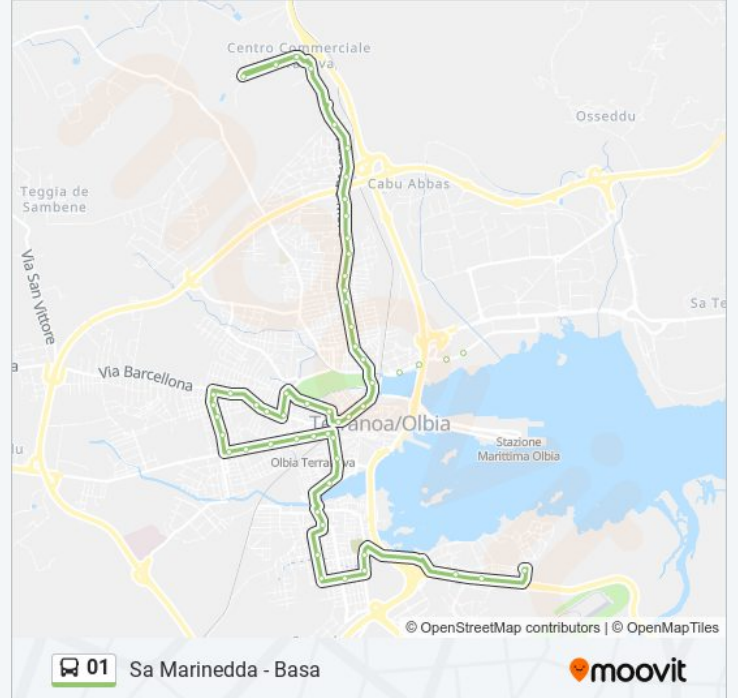 Centro Commerciale
Osseddu
Cabu Abbas
Teggia de
Sambene
Via San Vittore
Sa Te
Via Barcellona
Terranoa/Olbia
Stazione
Marittima Olbia
Olbia Terranova
© OpenStreetMap contributors | © OpenMapTiles
01 Sa Marinedda - Basa
moovit